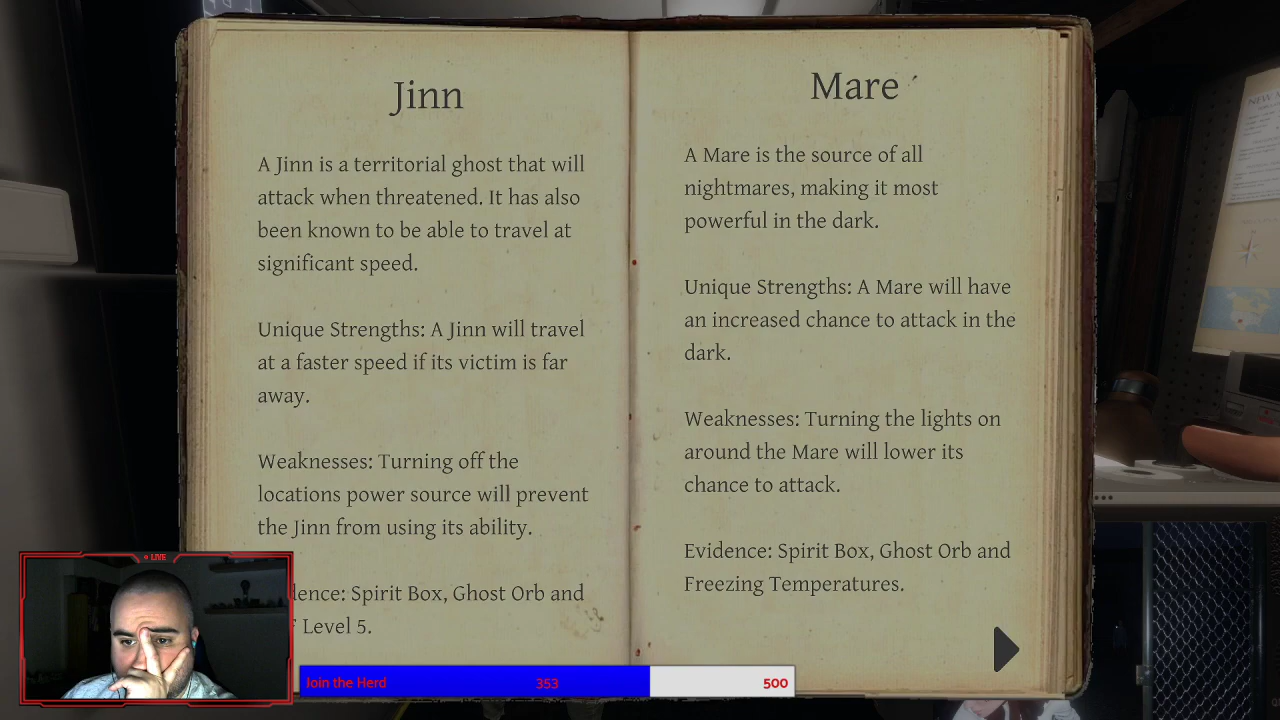 Jinn
A Jinn is a territorial ghost that will
attack when threatened. It has also
been known to be able to travel at
significant speed.
Unique Strengths: A Jinn will travel
at a faster speed if its victim is far
away.
Weaknesses: Turning off the
locations power source will prevent
the Jinn from using its ability.
Spirit Box, Ghost Orb and
Level 5.
Mare
A Mare is the source of all
nightmares, making it most
powerful in the dark.
Unique Strengths: A Mare will have
an increased chance to attack in the
dark.
Weaknesses: Turning the lights on
around the Mare will lower its
chance to attack.
Evidence: Spirit Box, Ghost Orb and
Freezing Temperatures.
LIVE
Join the Herd 353 500